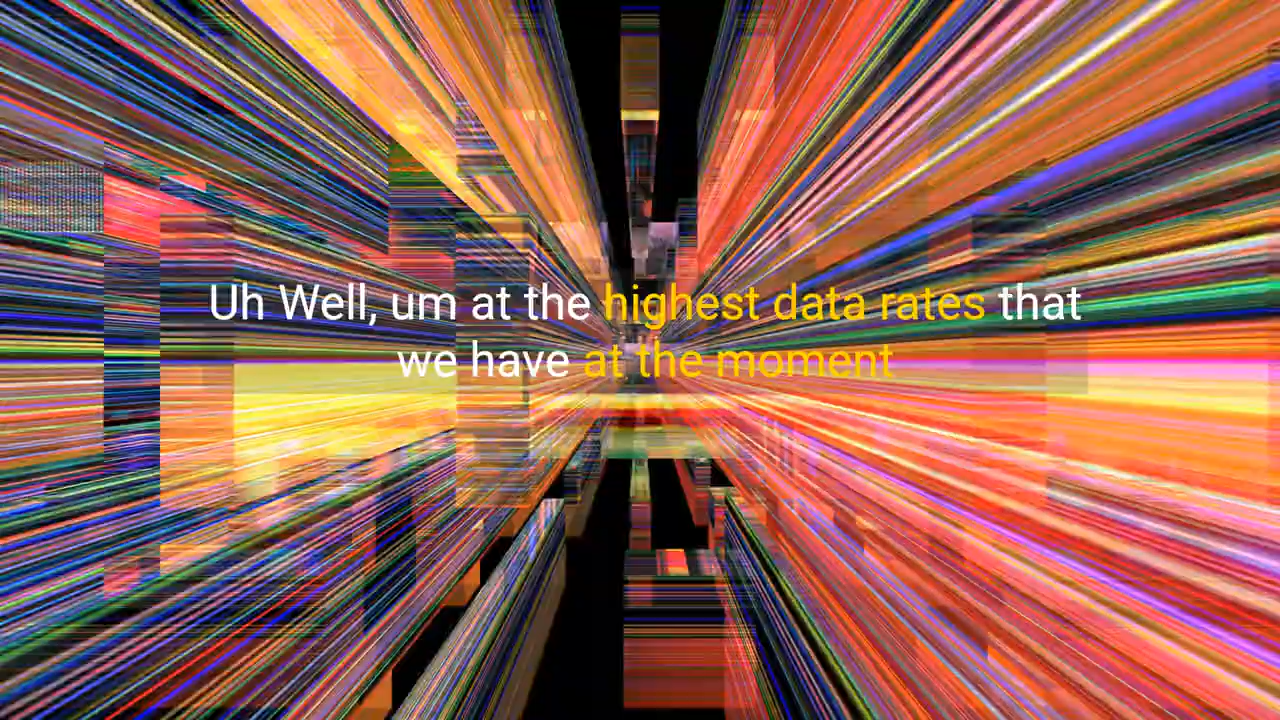 Uh Well, um at the highest data rates that
we have at the moment